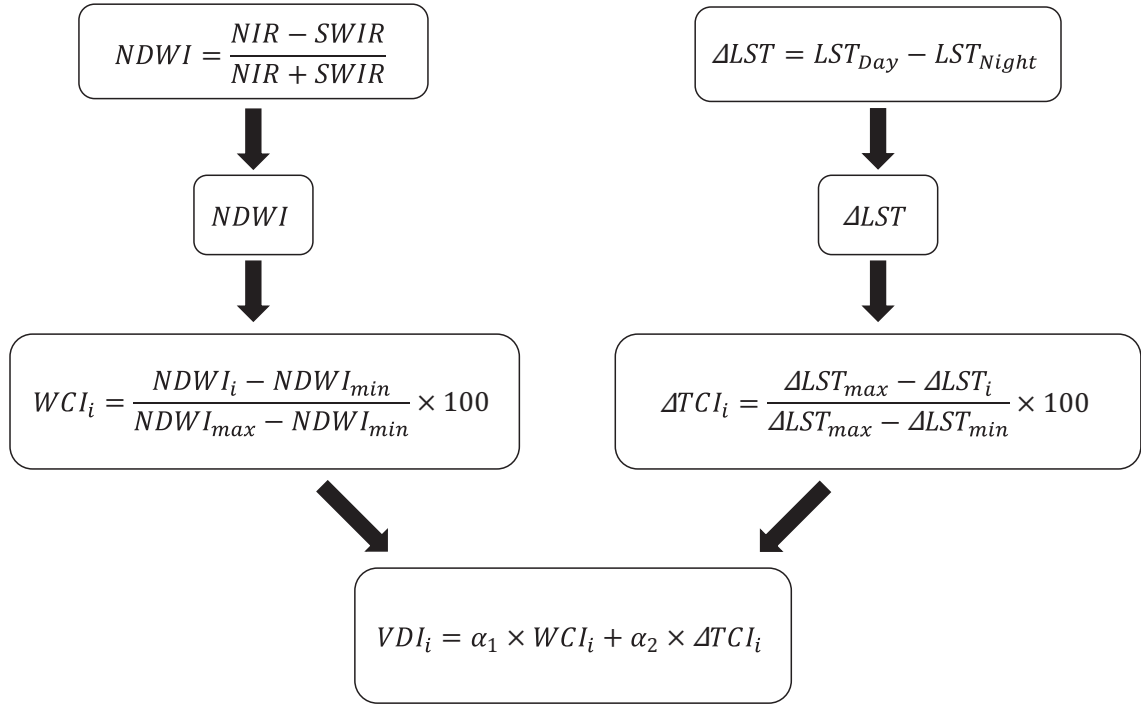 NDWI = (NIR − SWIR) / (NIR + SWIR)
ΔLST = LST_Day − LST_Night
NDWI
ΔLST
WCI_i = (NDWI_i − NDWI_min) / (NDWI_max − NDWI_min) × 100
ΔTCI_i = (ΔLST_max − ΔLST_i) / (ΔLST_max − ΔLST_min) × 100
VDI_i = α_1 × WCI_i + α_2 × ΔTCI_i